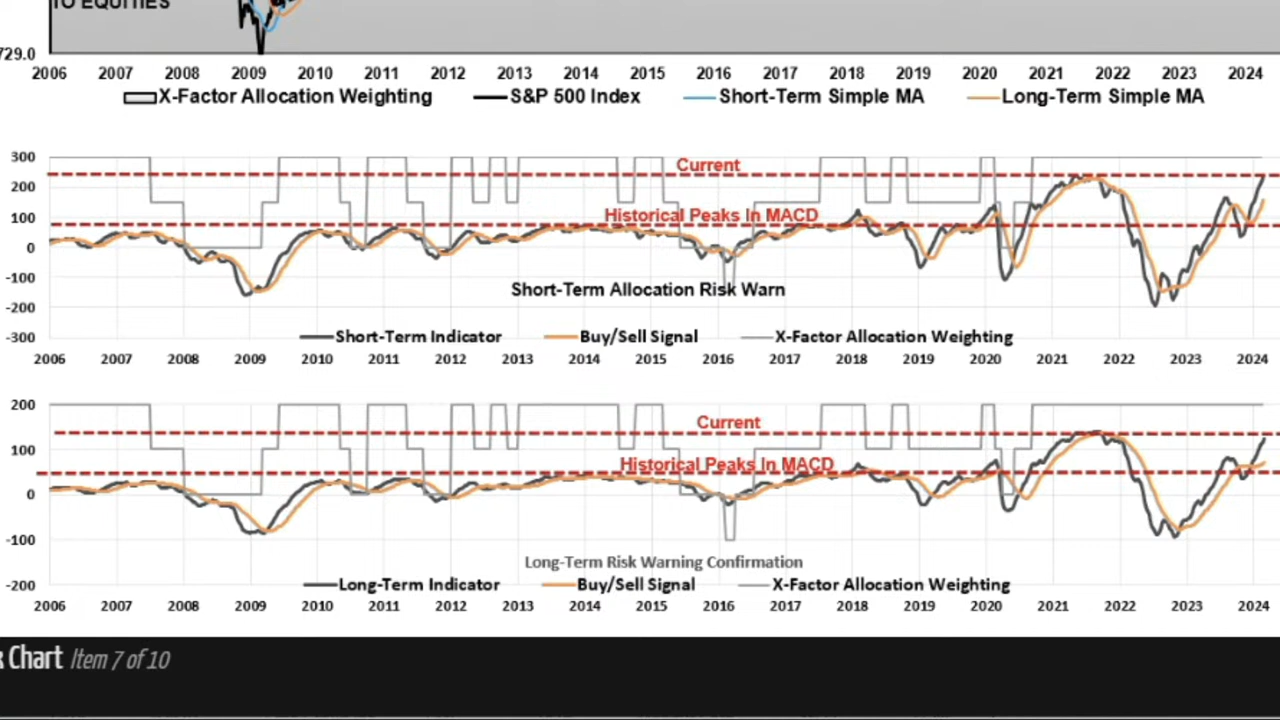 TO EQUITIES
729.0
2006 2007 2008 2009 2010 2011 2012 2013 2014 2015 2016 2017 2018 2019 2020 2021 2022 2023 2024
X-Factor Allocation Weighting S&P 500 Index Short-Term Simple MA Long-Term Simple MA
300
Current
200
Historical Peaks In MACD
100
0
-100
Short-Term Allocation Risk Warn
-200
-300
Short-Term Indicator Buy/Sell Signal X-Factor Allocation Weighting
2006 2007 2008 2009 2010 2011 2012 2013 2014 2015 2016 2017 2018 2019 2020 2021 2022 2023 2024
200
Current
100
Historical Peaks In MACD
0
-100
Long-Term Risk Warning Confirmation
-200
Long-Term Indicator Buy/Sell Signal X-Factor Allocation Weighting
2006 2007 2008 2009 2010 2011 2012 2013 2014 2015 2016 2017 2018 2019 2020 2021 2022 2023 2024
Chart Item 7 of 10